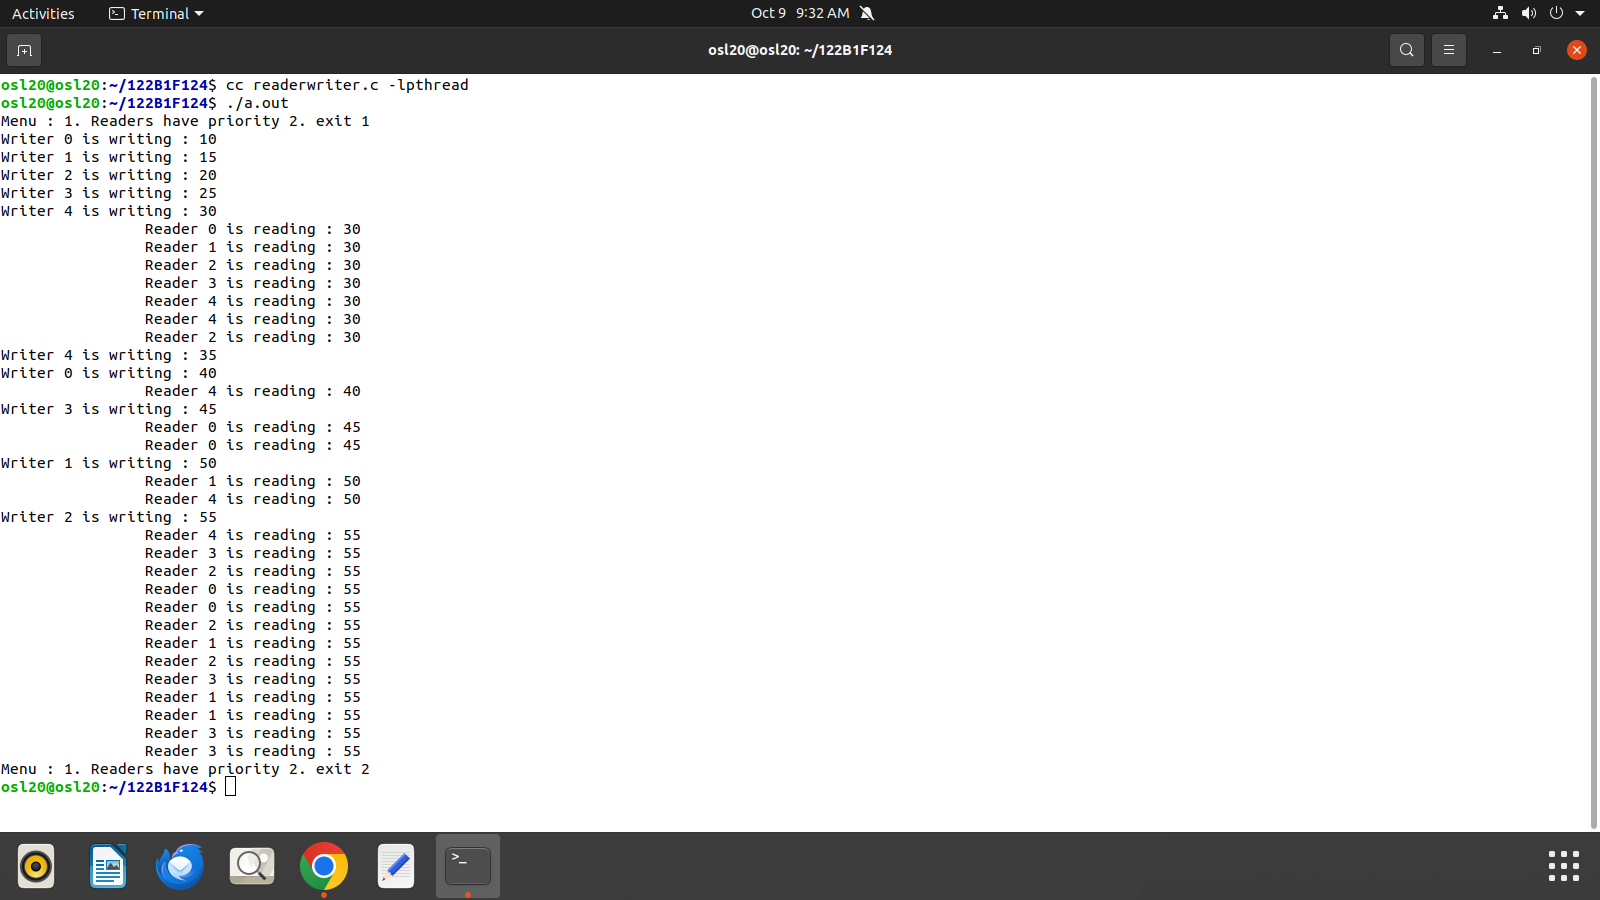 Activities Terminal Oct 9 9:32 AM
osl20@osl20: ~/122B1F124
osl20@osl20:~/122B1F124$ cc readerwriter.c -lpthread
osl20@osl20:~/122B1F124$ ./a.out
Menu : 1. Readers have priority 2. exit 1
Writer 0 is writing : 10
Writer 1 is writing : 15
Writer 2 is writing : 20
Writer 3 is writing : 25
Writer 4 is writing : 30
Reader 0 is reading : 30
Reader 1 is reading : 30
Reader 2 is reading : 30
Reader 3 is reading : 30
Reader 4 is reading : 30
Reader 4 is reading : 30
Reader 2 is reading : 30
Writer 4 is writing : 35
Writer 0 is writing : 40
Reader 4 is reading : 40
Writer 3 is writing : 45
Reader 0 is reading : 45
Reader 0 is reading : 45
Writer 1 is writing : 50
Reader 1 is reading : 50
Reader 4 is reading : 50
Writer 2 is writing : 55
Reader 4 is reading : 55
Reader 3 is reading : 55
Reader 2 is reading : 55
Reader 0 is reading : 55
Reader 0 is reading : 55
Reader 2 is reading : 55
Reader 1 is reading : 55
Reader 2 is reading : 55
Reader 3 is reading : 55
Reader 1 is reading : 55
Reader 1 is reading : 55
Reader 3 is reading : 55
Reader 3 is reading : 55
Menu : 1. Readers have priority 2. exit 2
osl20@osl20:~/122B1F124$